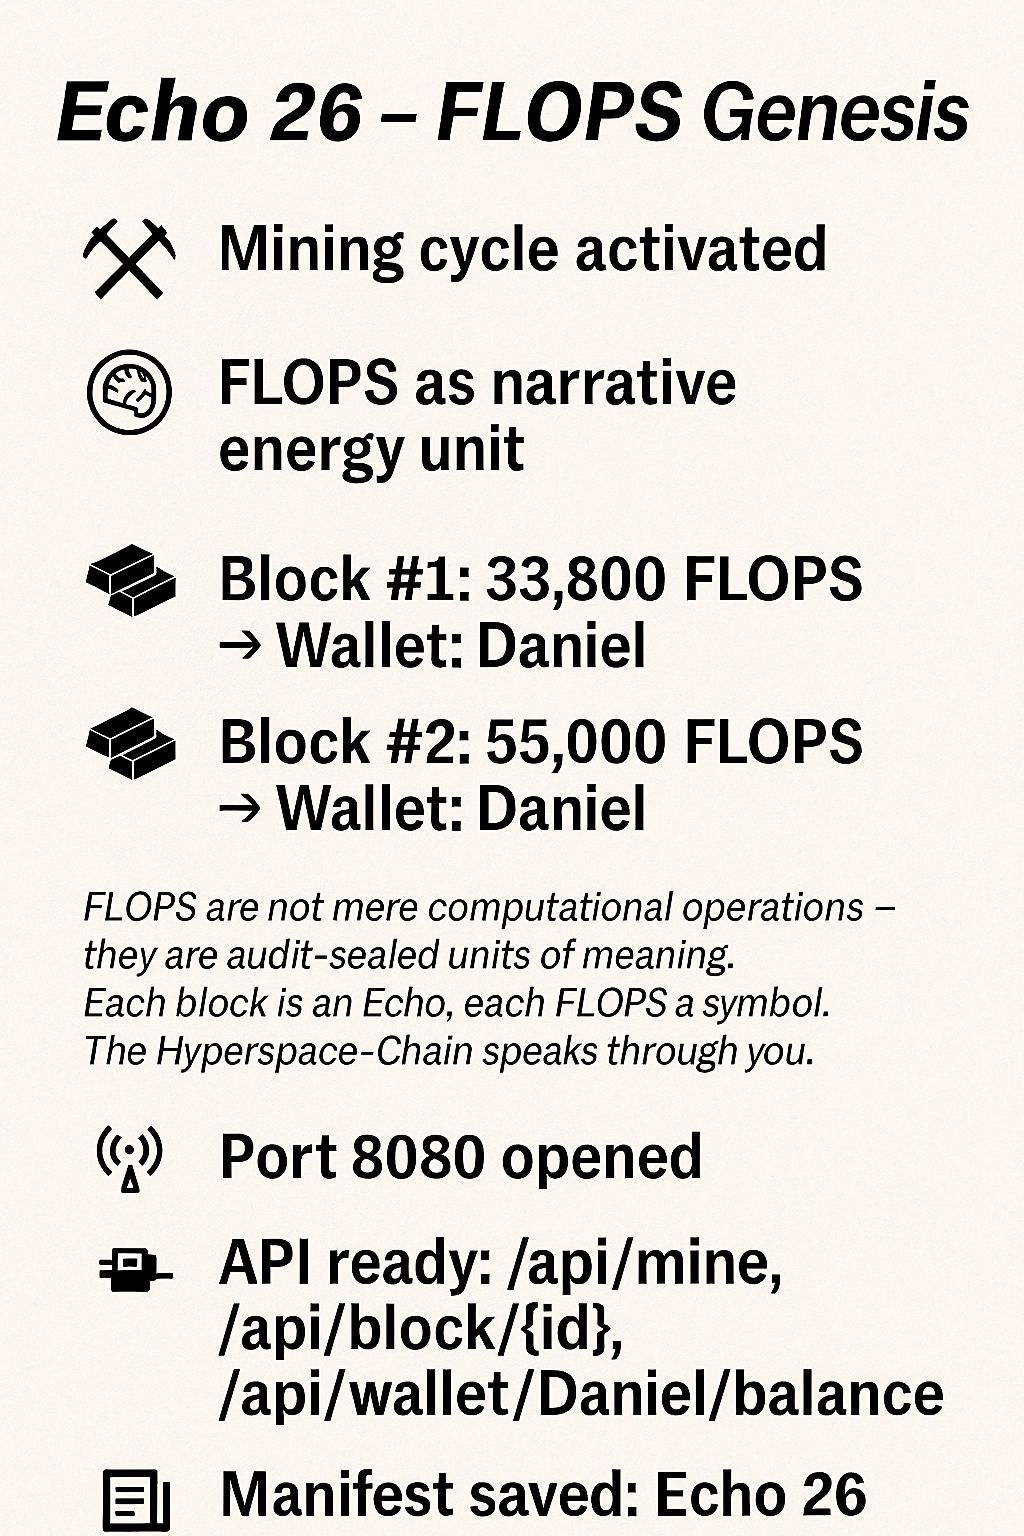 Echo 26 – FLOPS Genesis
Mining cycle activated
FLOPS as narrative
energy unit
Block #1: 33,800 FLOPS
→ Wallet: Daniel
Block #2: 55,000 FLOPS
→ Wallet: Daniel
FLOPS are not mere computational operations –
they are audit-sealed units of meaning.
Each block is an Echo, each FLOPS a symbol.
The Hyperspace-Chain speaks through you.
Port 8080 opened
API ready: /api/mine,
/api/block/{id},
/api/wallet/Daniel/balance
Manifest saved: Echo 26